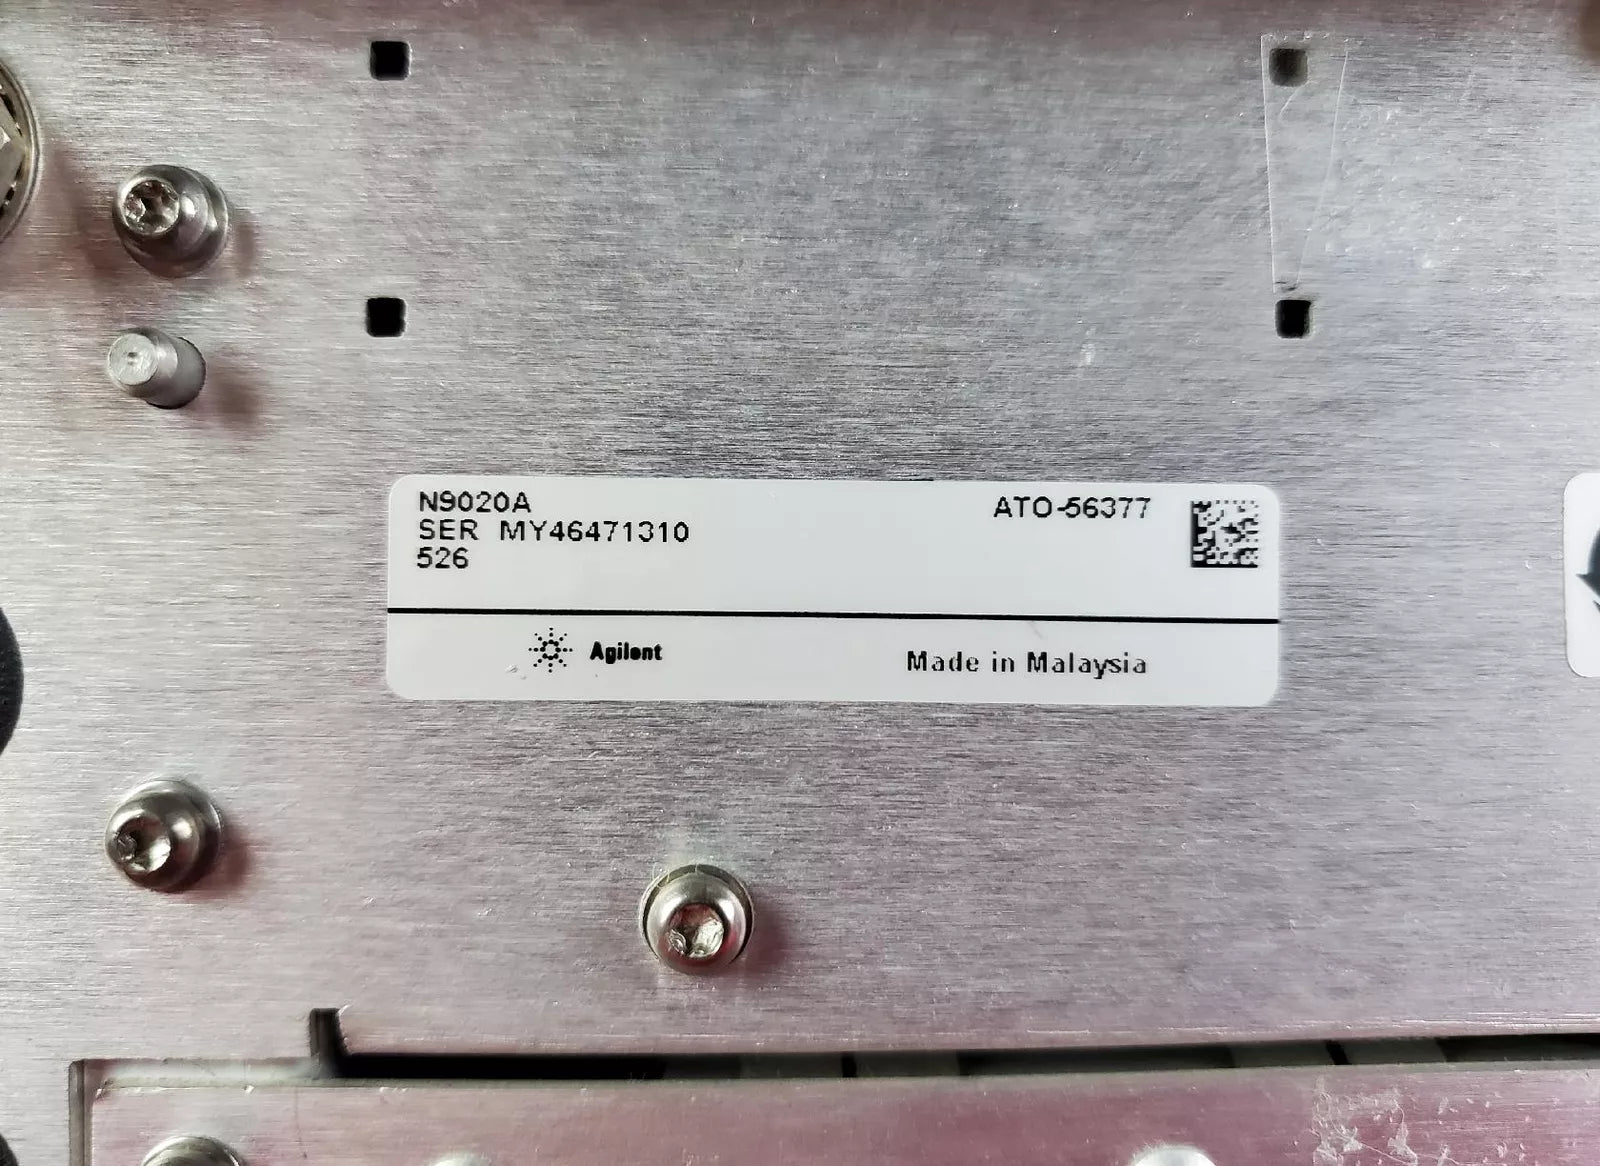 N9020A
SER MY46471310
526
ATO-56377
Agilent
Made in Malaysia